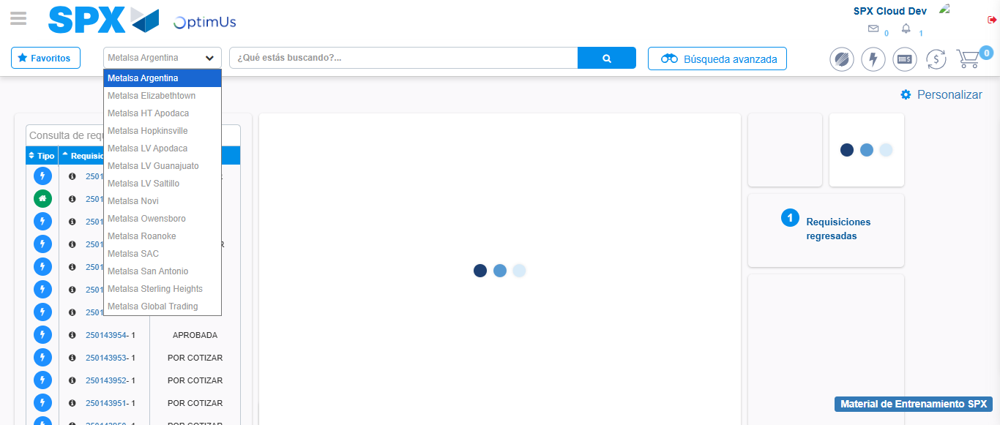 SPX
OptimUs
SPX Cloud Dev
0
1
Favoritos
Metalsa Argentina
¿Qué estás buscando?...
Búsqueda avanzada
$
$
0
Personalizar
Metalsa Argentina
Metalsa Elizabethtown
Metalsa HT Apodaca
Metalsa Hopkinsville
Metalsa LV Apodaca
Metalsa LV Guanajuato
Metalsa LV Saltillo
Metalsa Novi
Metalsa Owensboro
Metalsa Roanoke
Metalsa SAC
Metalsa San Antonio
Metalsa Sterling Heights
Metalsa Global Trading
Consulta de requ
Tipo Requisic
2501
2501
2501
2501
2501
2501
2501
250143954- 1 APROBADA
250143953- 1 POR COTIZAR
250143952- 1 POR COTIZAR
250143951- 1 POR COTIZAR
250143950- 1 POR COTIZAR
1 Requisiciones
regresadas
Material de Entrenamiento SPX